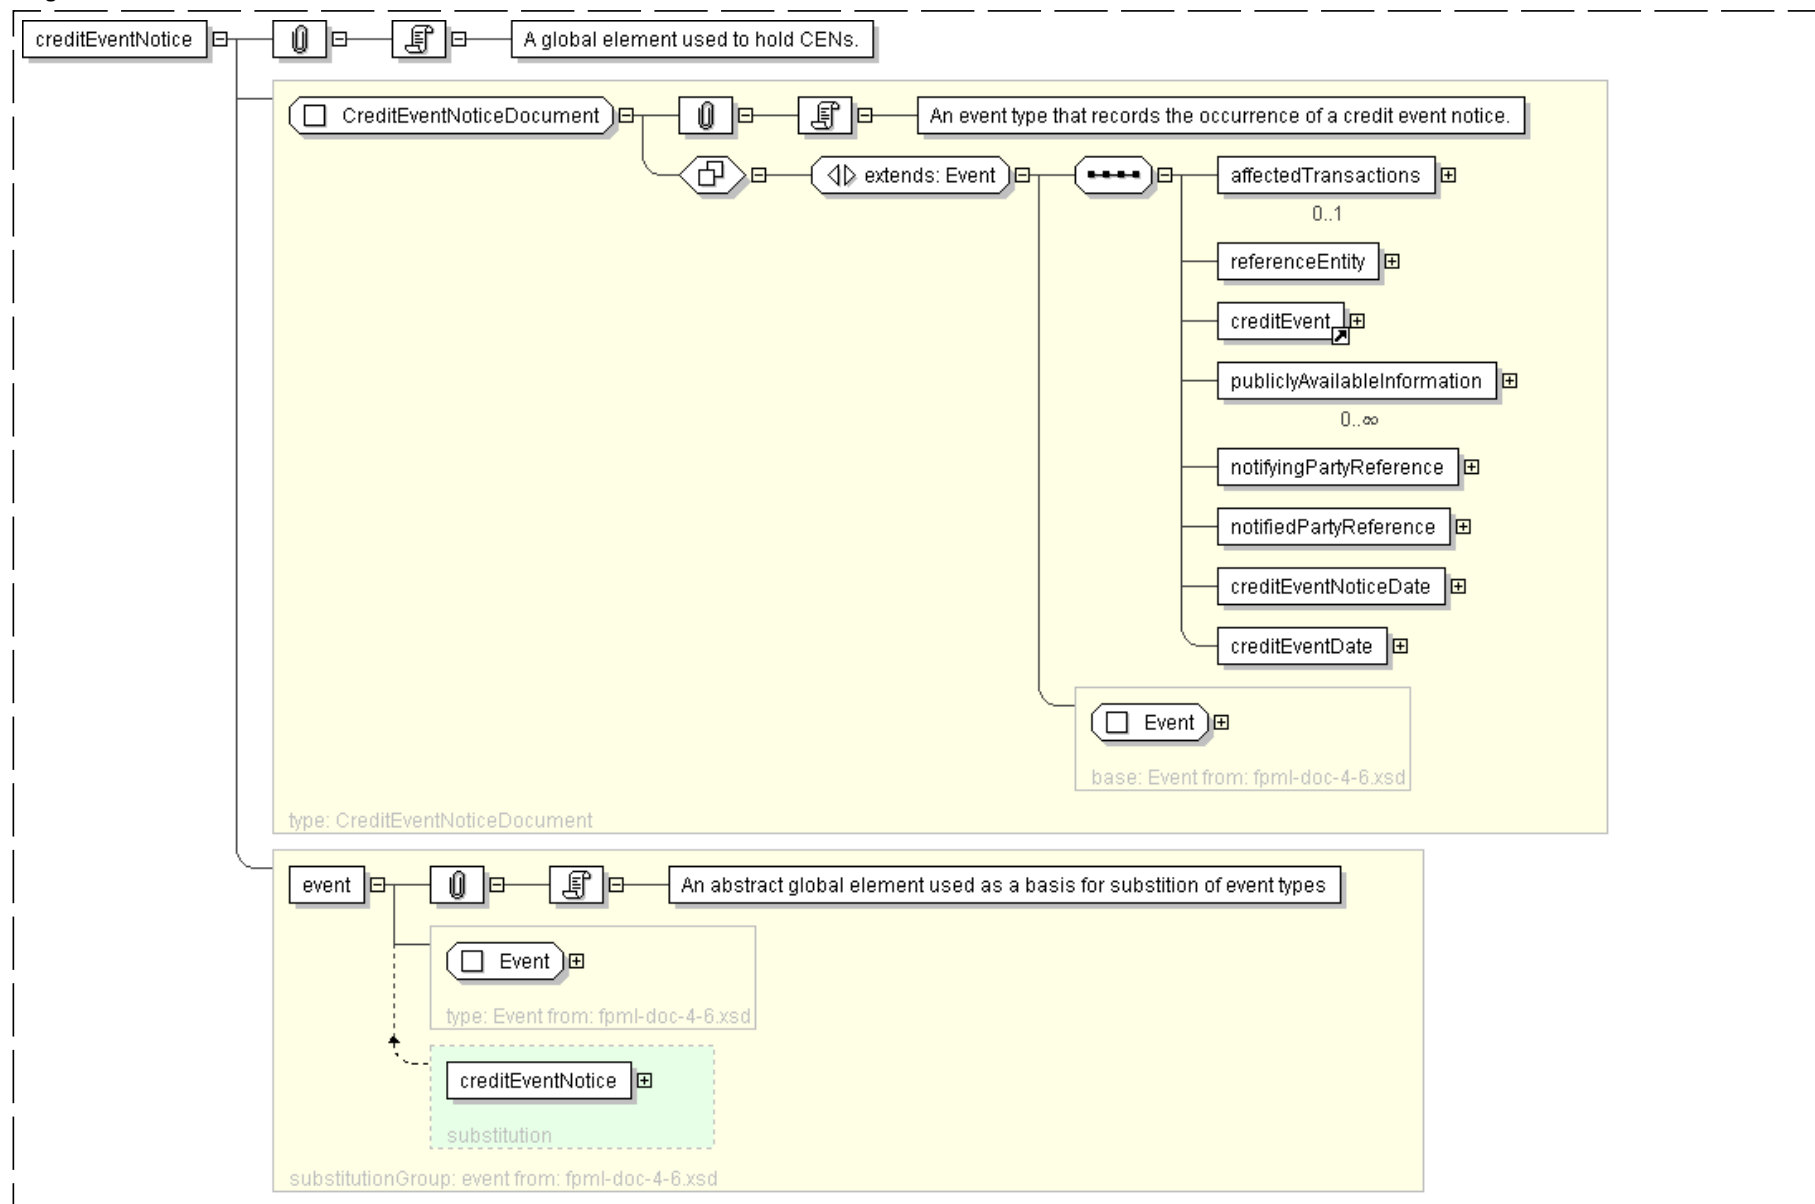 creditEventNotice
A global element used to hold CENs.
CreditEventNoticeDocument
An event type that records the occurrence of a credit event notice.
extends: Event
affectedTransactions
0..1
referenceEntity
creditEvent
publiclyAvailableInformation
0..∞
notifyingPartyReference
notifiedPartyReference
creditEventNoticeDate
creditEventDate
Event
base: Event from: fpml-doc-4-6.xsd
type: CreditEventNoticeDocument
event
An abstract global element used as a basis for substition of event types
Event
type: Event from: fpml-doc-4-6.xsd
creditEventNotice
substitution
substitutionGroup: event from: fpml-doc-4-6.xsd